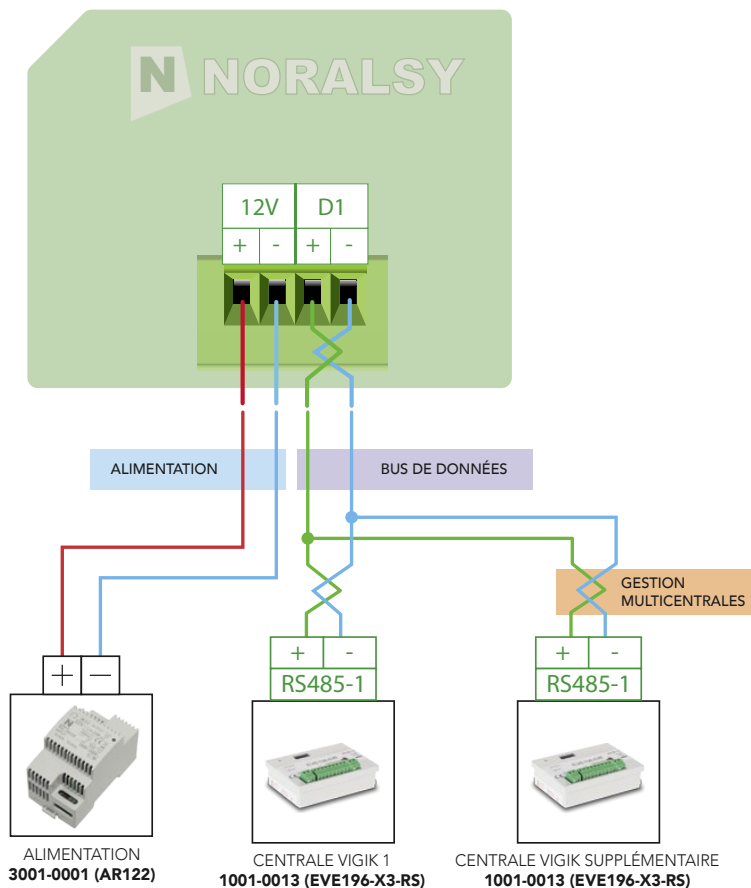 N NORALSY
12V D1
+ - + -
ALIMENTATION
BUS DE DONNÉES
GESTION
MULTICENTRALES
+ -
RS485-1
+ -
RS485-1
+ -
ALIMENTATION
3001-0001 (AR122)
CENTRALE VIGIK 1
1001-0013 (EVE196-X3-RS)
CENTRALE VIGIK SUPPLÉMENTAIRE
1001-0013 (EVE196-X3-RS)